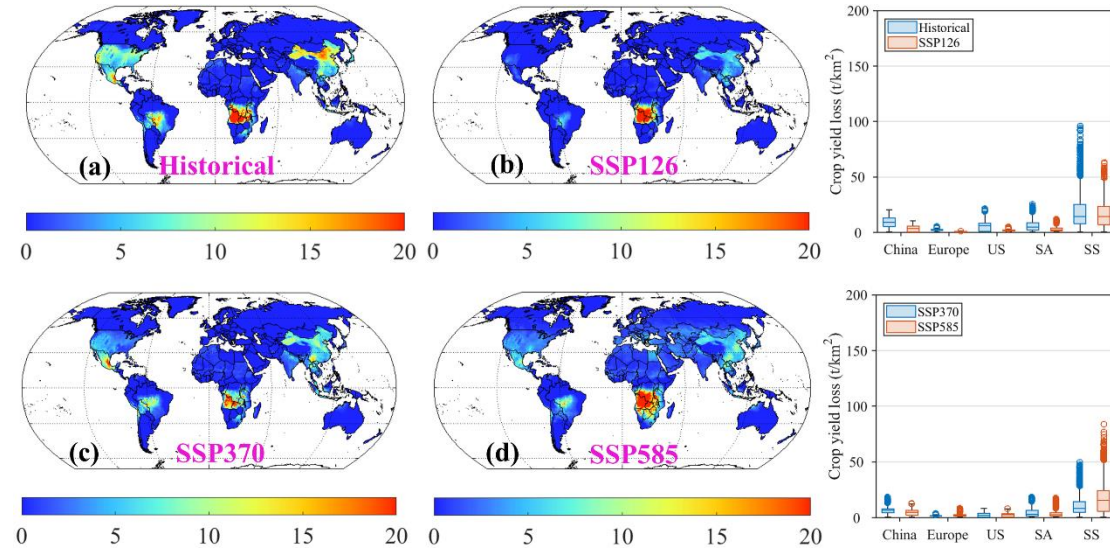 (a) Historical
0 5 10 15 20
(b) SSP126
0 5 10 15 20
Crop yield loss (t/km²)
200
150
100
50
0
Historical
SSP126
China Europe US SA SS
(c) SSP370
0 5 10 15 20
(d) SSP585
0 5 10 15 20
Crop yield loss (t/km²)
200
150
100
50
0
SSP370
SSP585
China Europe US SA SS